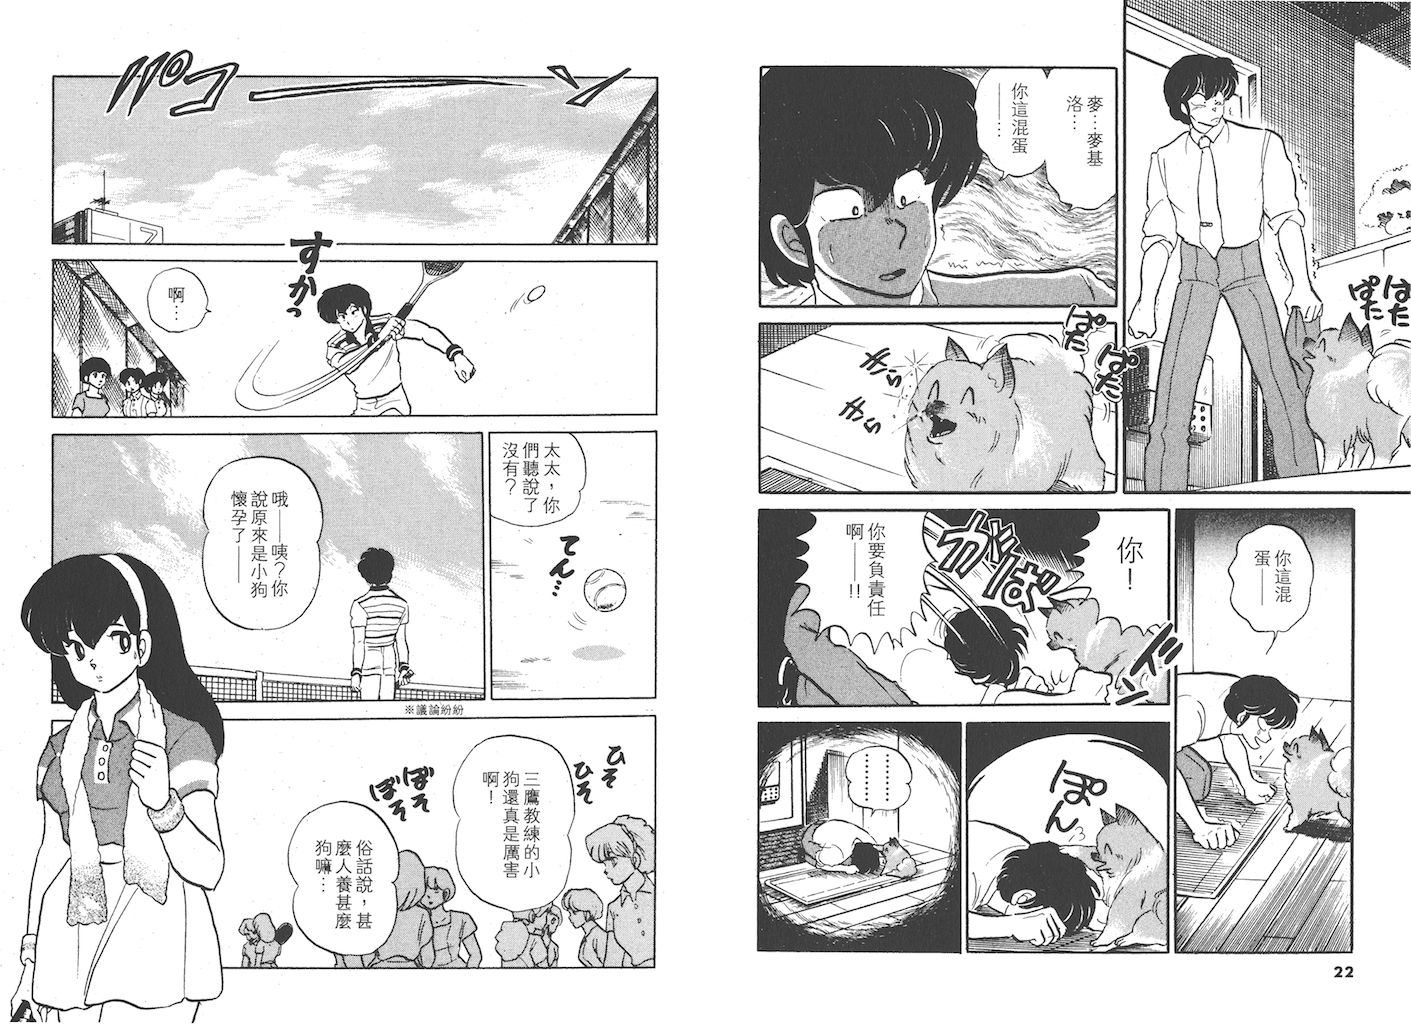 ぱた
ぱた
麥…麥基
洛…
你這混蛋
………
ぱた
ぱた
きら
きら
你這混
蛋──
你！
がばっ
你要負責任
啊──!!
ドン
ぽん
…………
22
パコーン
すかっ
啊
…
太太，你
們聽說了
沒有？
てん…
哦──咦？你
說原來是小狗
懷孕了──
※議論紛紛
ひそ
ひそ
三鷹教練的小
狗還真是厲害
啊！
ぼそ
ぼそ
俗話說，甚
麼人養甚麼
狗嘛…